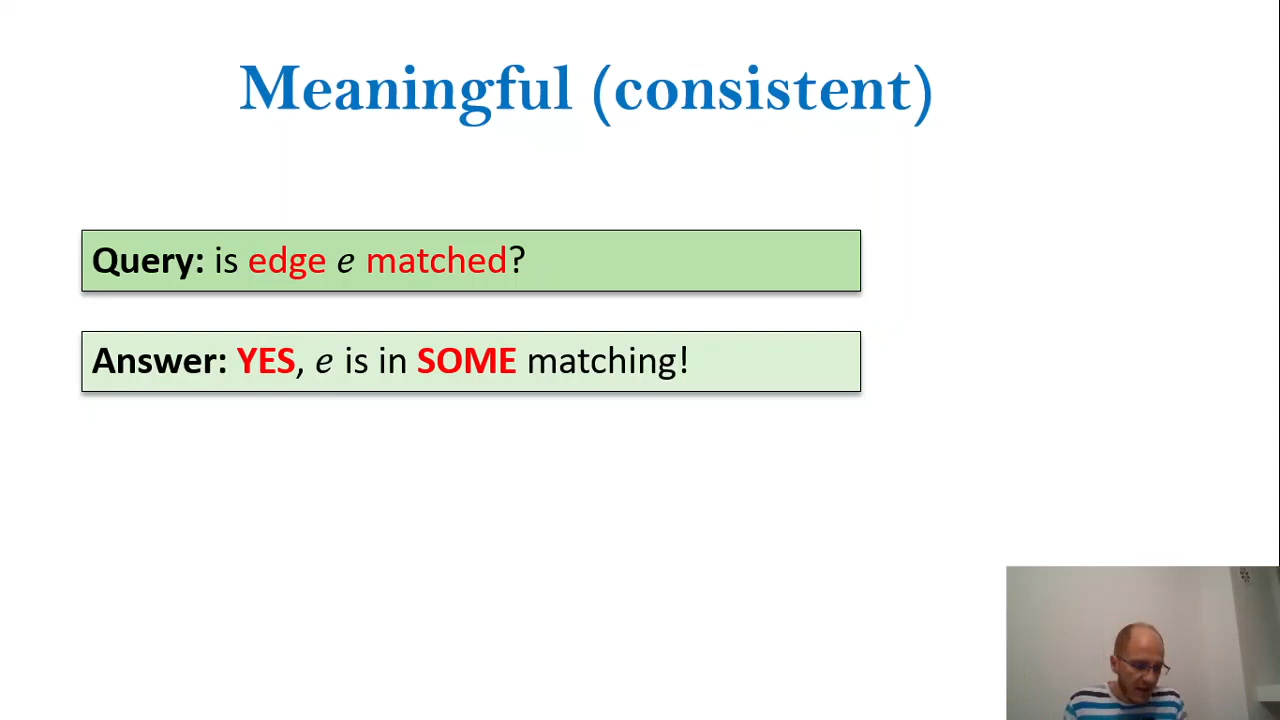 Meaningful (consistent)
Query: is edge e matched?
Answer: YES, e is in SOME matching!